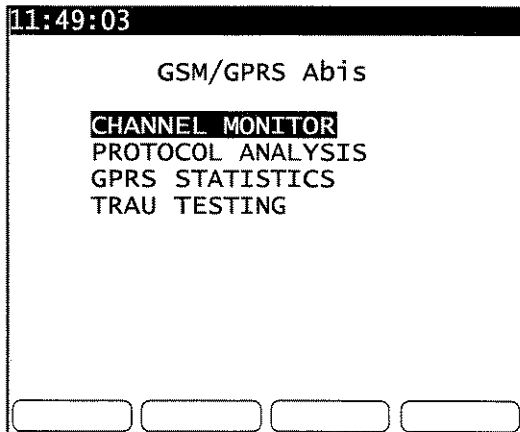 11:49:03
GSM/GPRS Abis
CHANNEL MONITOR
PROTOCOL ANALYSIS
GPRS STATISTICS
TRAU TESTING